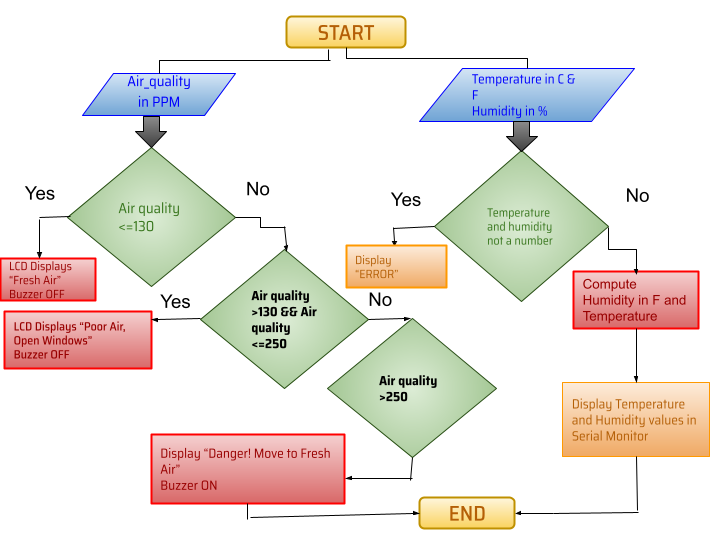 START
Air_quality
in PPM
Temperature in C &
F
Humidity in %
Yes
No
Air quality
<=130
Yes
No
Temperature
and humidity
not a number
LCD Displays
"Fresh Air"
Buzzer OFF
Display
"ERROR"
Compute
Humidity in F and
Temperature
Yes
No
Air quality
>130 && Air
quality
<=250
LCD Displays "Poor Air,
Open Windows"
Buzzer OFF
Air quality
>250
Display Temperature
and Humidity values in
Serial Monitor
Display "Danger! Move to Fresh
Air"
Buzzer ON
END